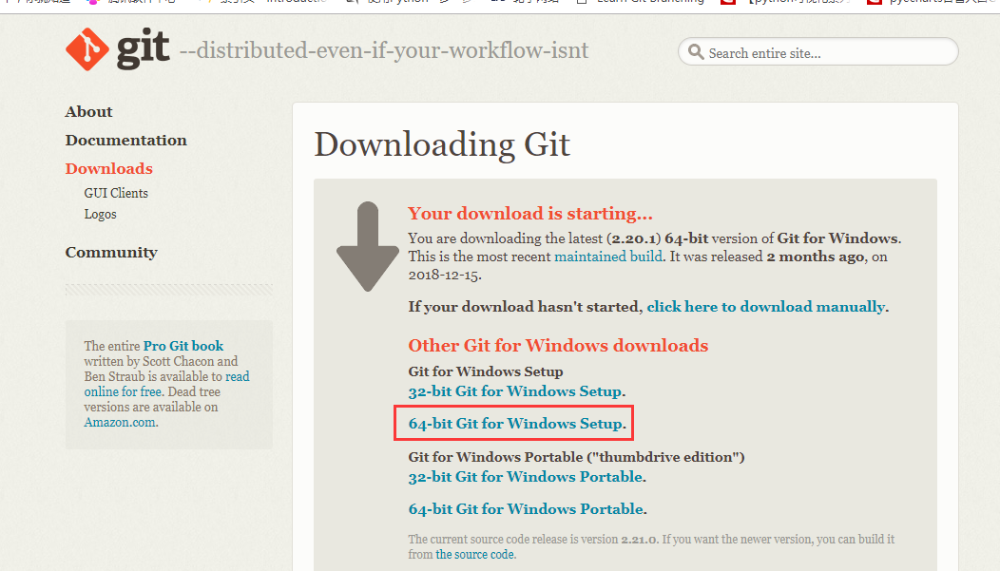 Learn Git Branching
git --distributed-even-if-your-workflow-isnt
Search entire site...
About
Documentation
Downloads
GUI Clients
Logos
Community
The entire Pro Git book
written by Scott Chacon and
Ben Straub is available to read
online for free. Dead tree
versions are available on
Amazon.com.
Downloading Git
Your download is starting...
You are downloading the latest (2.20.1) 64-bit version of Git for Windows.
This is the most recent maintained build. It was released 2 months ago, on
2018-12-15.
If your download hasn't started, click here to download manually.
Other Git for Windows downloads
Git for Windows Setup
32-bit Git for Windows Setup.
64-bit Git for Windows Setup.
Git for Windows Portable ("thumbdrive edition")
32-bit Git for Windows Portable.
64-bit Git for Windows Portable.
The current source code release is version 2.21.0. If you want the newer version, you can build it
from the source code.